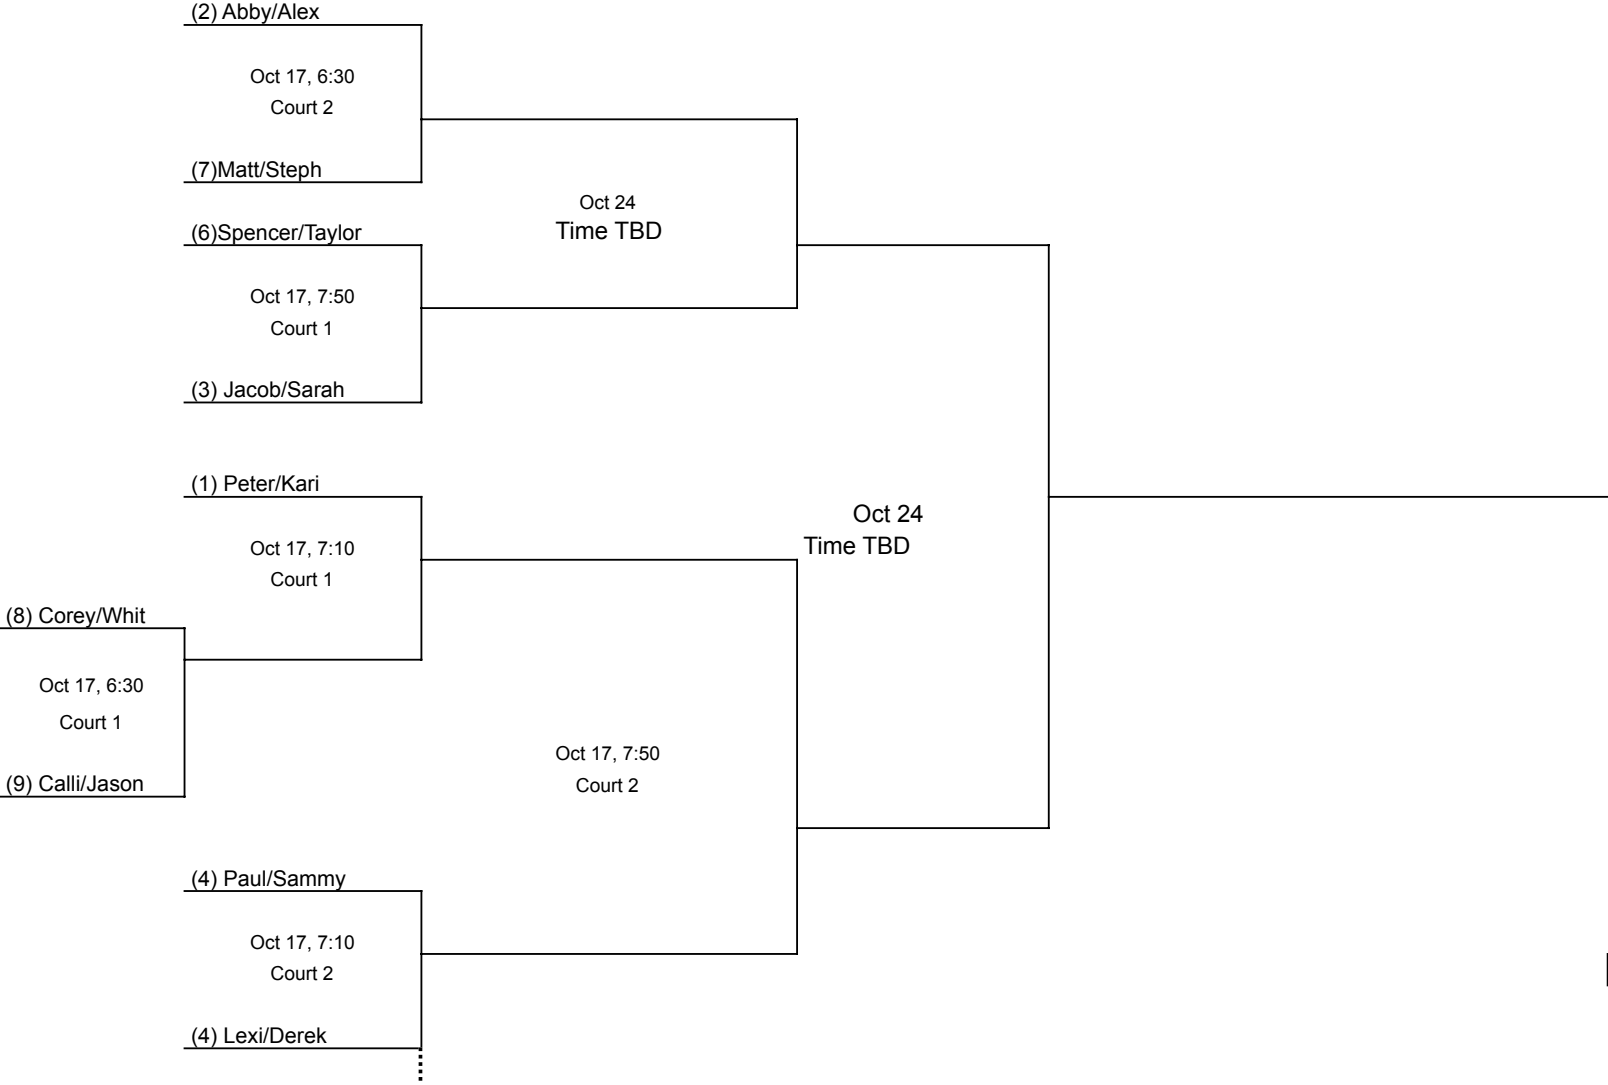 (2) Abby/Alex
Oct 17, 6:30
Court 2
(7)Matt/Steph
Oct 24
Time TBD
(6)Spencer/Taylor
Oct 17, 7:50
Court 1
(3) Jacob/Sarah
(1) Peter/Kari
Oct 24
Time TBD
Oct 17, 7:10
Court 1
(8) Corey/Whit
Oct 17, 6:30
Court 1
(9) Calli/Jason
Oct 17, 7:50
Court 2
(4) Paul/Sammy
Oct 17, 7:10
Court 2
(4) Lexi/Derek